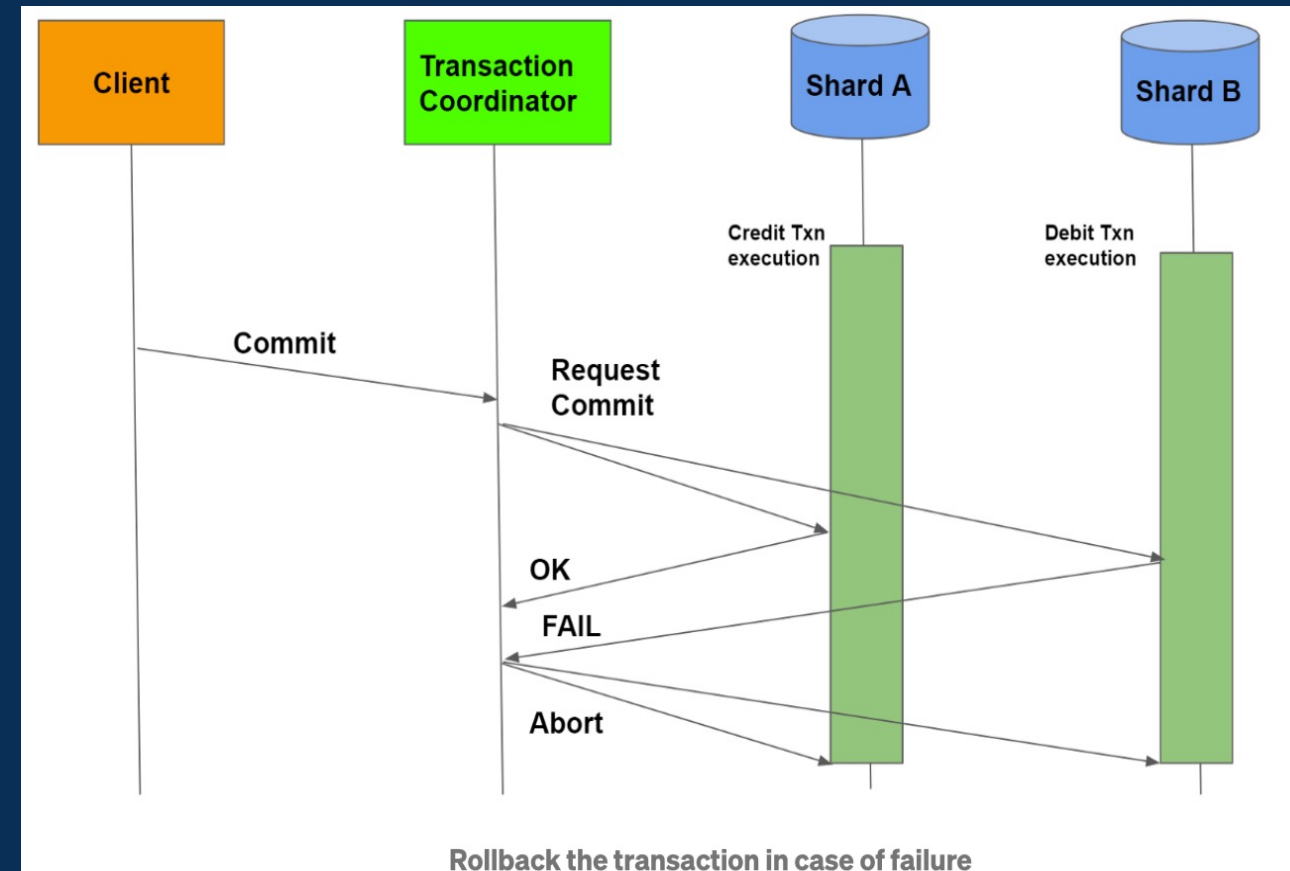 Client
Transaction
Coordinator
Shard A
Shard B
Credit Txn
execution
Debit Txn
execution
Commit
Request
Commit
OK
FAIL
Abort
Rollback the transaction in case of failure